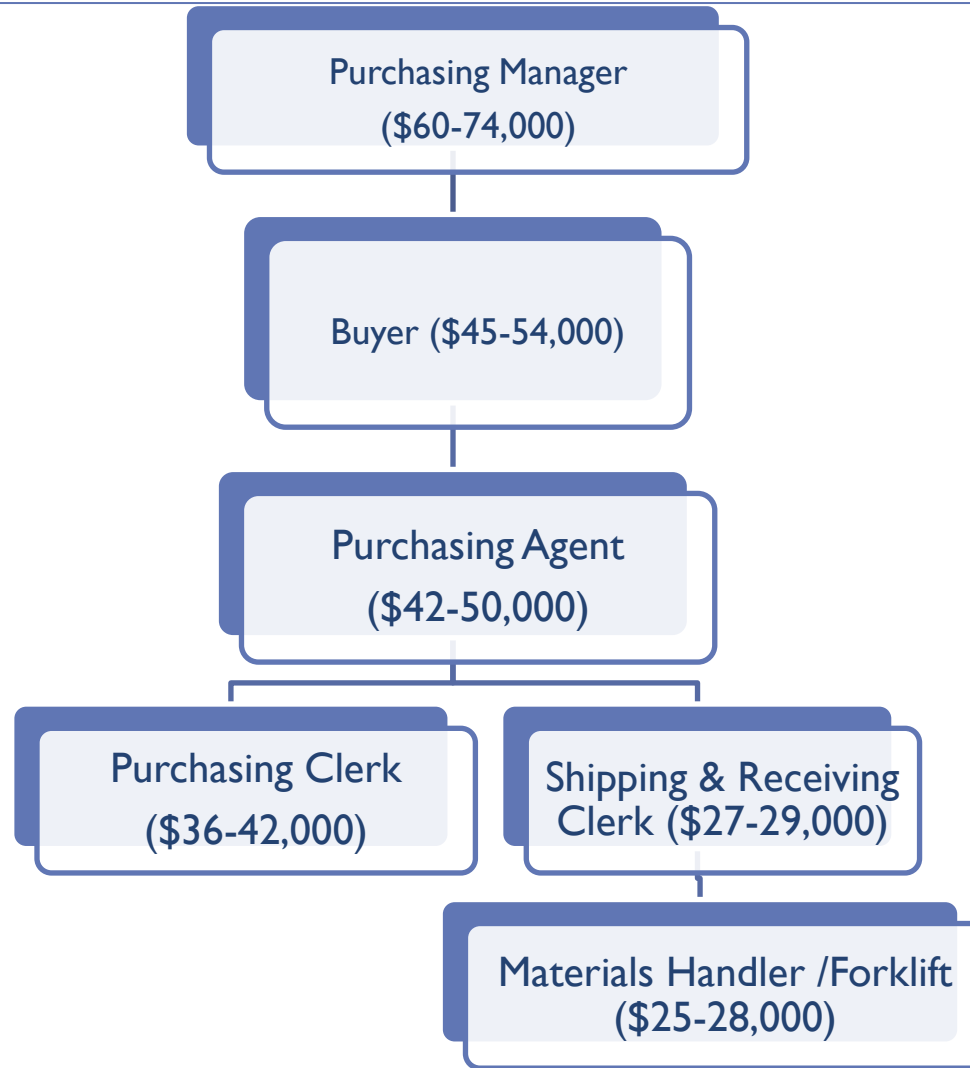 Purchasing Manager
($60-74,000)
Buyer ($45-54,000)
Purchasing Agent
($42-50,000)
Purchasing Clerk
($36-42,000)
Shipping & Receiving
Clerk ($27-29,000)
Materials Handler /Forklift
($25-28,000)